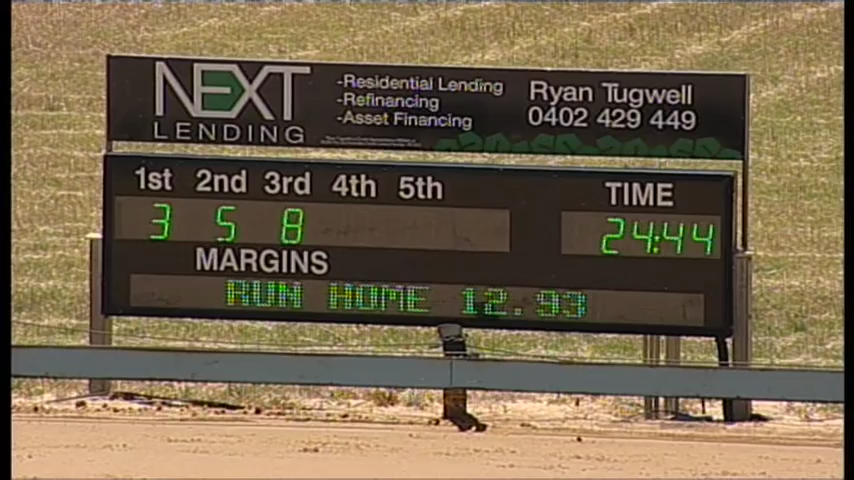 NEXT
LENDING
-Residential Lending
-Refinancing
-Asset Financing
Ryan Tugwell
0402 429 449
1st 2nd 3rd 4th 5th TIME
3 5 8 24:44
MARGINS
RUN HOME 12.93